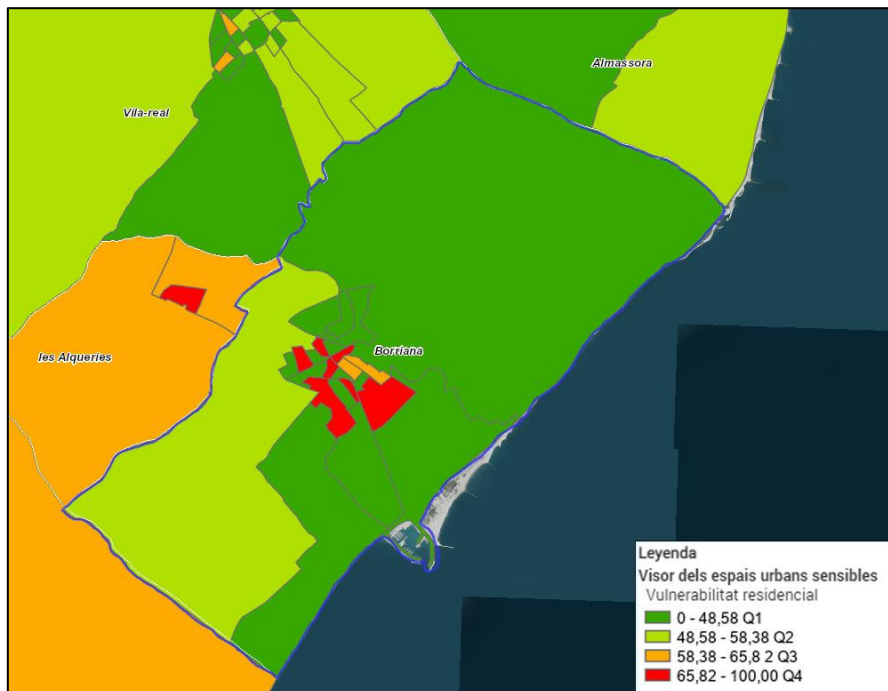 Almassora
Vila-real
Borriana
les Alqueries
Leyenda
Visor dels espais urbans sensibles
Vulnerabilitat residencial
0 - 48,58 Q1
48,58 - 58,38 Q2
58,38 - 65,8 2 Q3
65,82 - 100,00 Q4